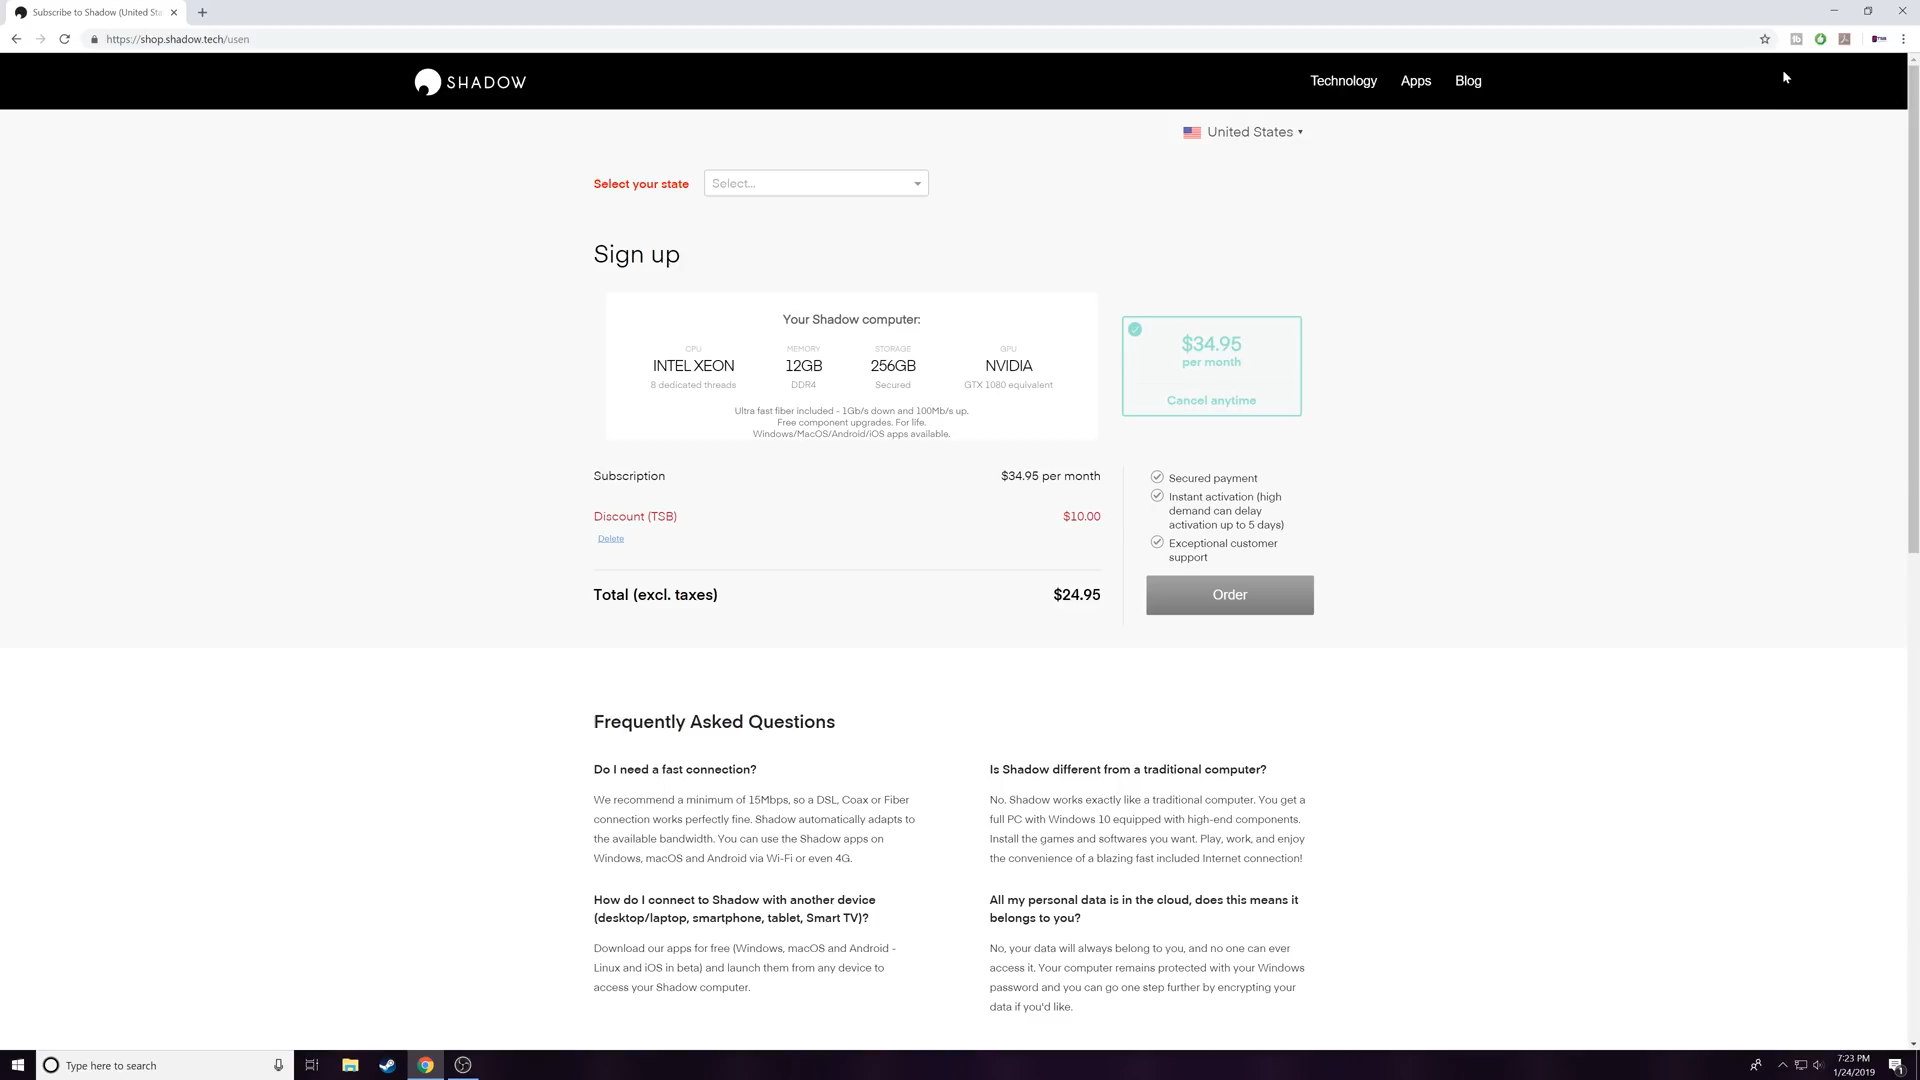 Subscribe to Shadow (United Sta
https://shop.shadow.tech/usen
SHADOW
Technology
Apps
Blog
United States
Select your state
Select...
Sign up
Your Shadow computer:
CPU
MEMORY
STORAGE
GPU
INTEL XEON
12GB
256GB
NVIDIA
8 dedicated threads
DDR4
Secured
GTX 1080 equivalent
Ultra fast fiber included - 1Gb/s down and 100Mb/s up.
Free component upgrades. For life.
Windows/MacOS/Android/iOS apps available.
$34.95
per month
Cancel anytime
Subscription
$34.95 per month
Discount (TSB)
$10.00
Delete
Total (excl. taxes)
$24.95
Secured payment
Instant activation (high
demand can delay
activation up to 5 days)
Exceptional customer
support
Order
Frequently Asked Questions
Do I need a fast connection?
We recommend a minimum of 15Mbps, so a DSL, Coax or Fiber
connection works perfectly fine. Shadow automatically adapts to
the available bandwidth. You can use the Shadow apps on
Windows, macOS and Android via Wi-Fi or even 4G.
Is Shadow different from a traditional computer?
No. Shadow works exactly like a traditional computer. You get a
full PC with Windows 10 equipped with high-end components.
Install the games and softwares you want. Play, work, and enjoy
the convenience of a blazing fast included Internet connection!
How do I connect to Shadow with another device
(desktop/laptop, smartphone, tablet, Smart TV)?
Download our apps for free (Windows, macOS and Android -
Linux and iOS in beta) and launch them from any device to
access your Shadow computer.
All my personal data is in the cloud, does this means it
belongs to you?
No, your data will always belong to you, and no one can ever
access it. Your computer remains protected with your Windows
password and you can go one step further by encrypting your
data if you'd like.
Type here to search
7:23 PM
1/24/2019